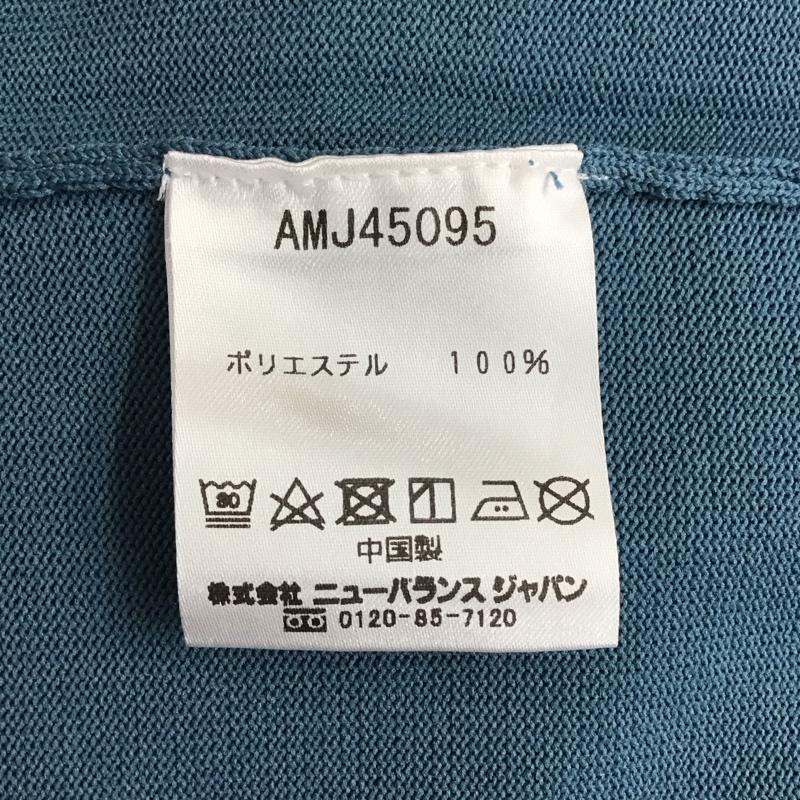 AMJ45095
ポリエステル 100%
30
中国製
株式会社 ニューバランス ジャパン
0120-85-7120